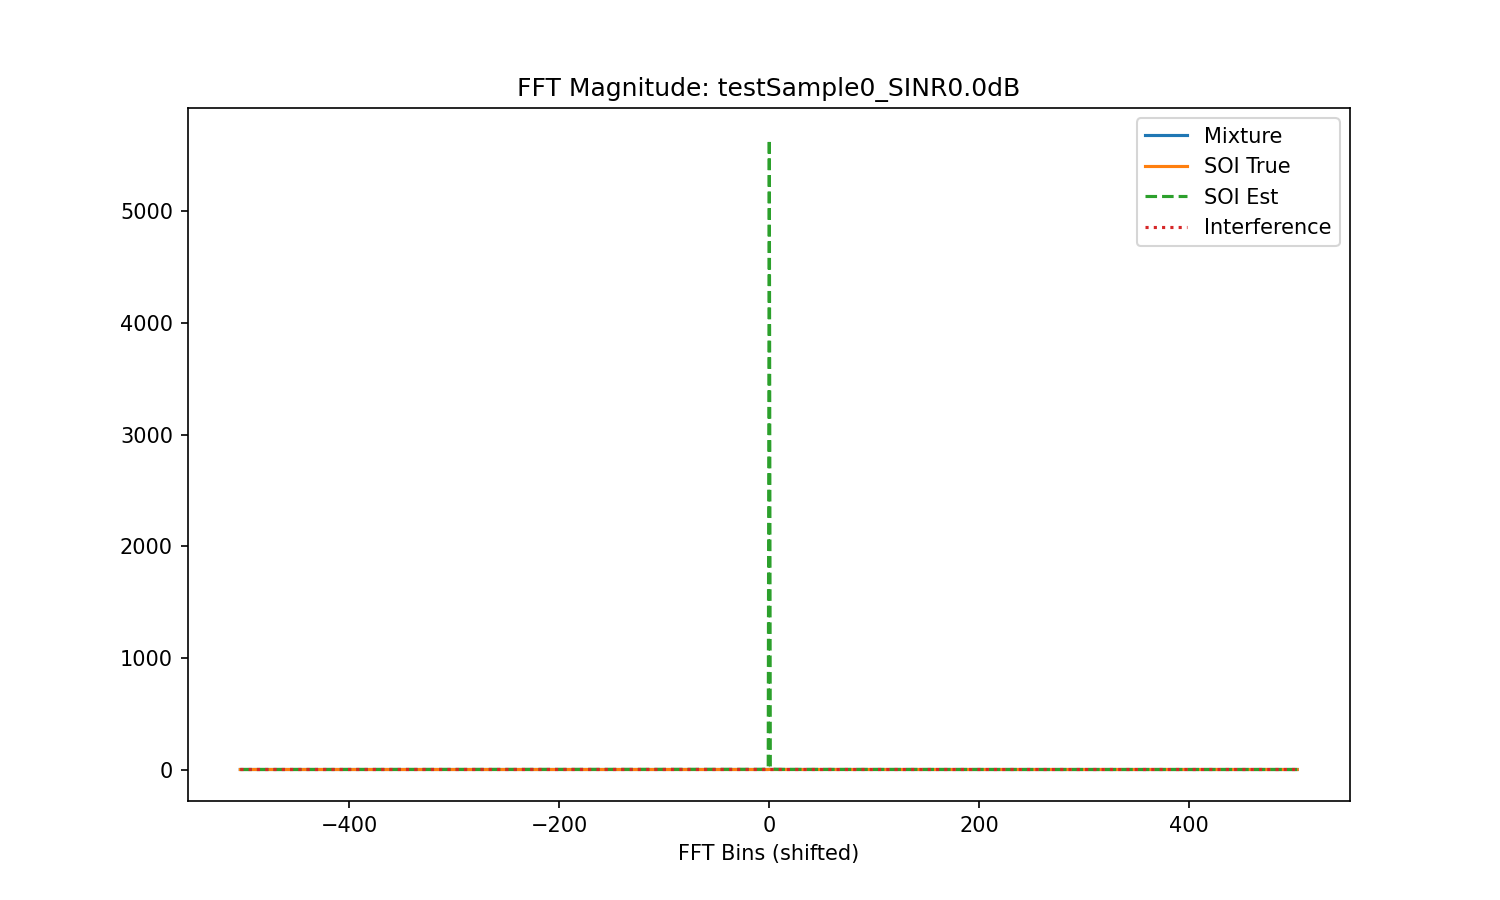 FFT Magnitude: testSample0_SINR0.0dB
Mixture
SOI True
SOI Est
Interference
5000
4000
3000
2000
1000
0
−400 −200 0 200 400
FFT Bins (shifted)